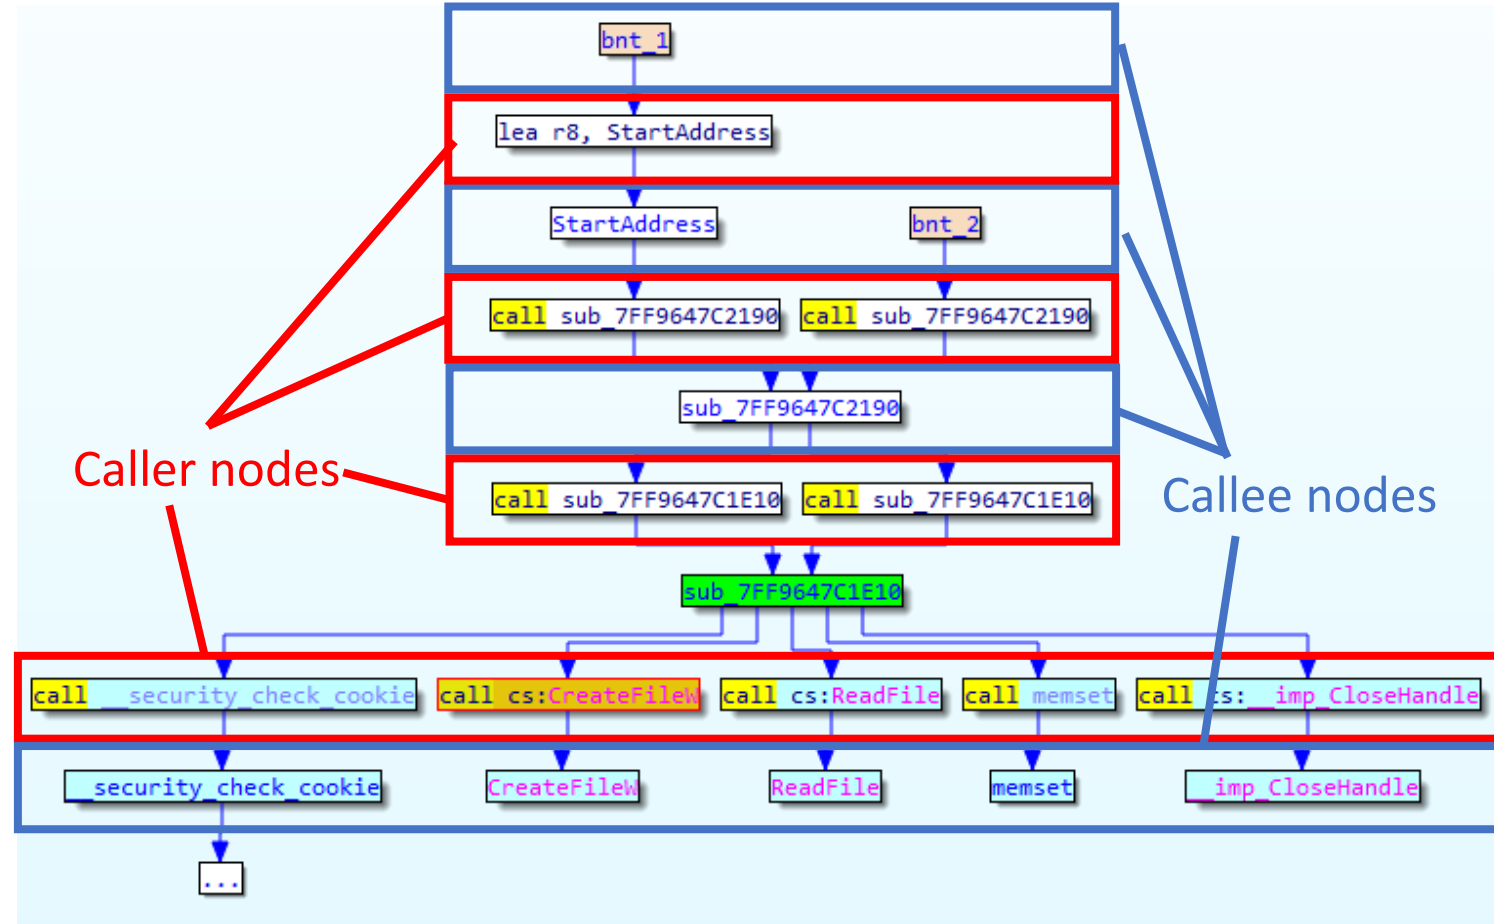 bnt_1
lea r8, StartAddress
StartAddress
bnt_2
call sub_7FF9647C2190
call sub_7FF9647C2190
sub_7FF9647C2190
Caller nodes
Callee nodes
call sub_7FF9647C1E10
call sub_7FF9647C1E10
sub_7FF9647C1E10
call __security_check_cookie
call cs:CreateFileW
call cs:ReadFile
call memset
call cs:__imp_CloseHandle
__security_check_cookie
CreateFileW
ReadFile
memset
__imp_CloseHandle
...